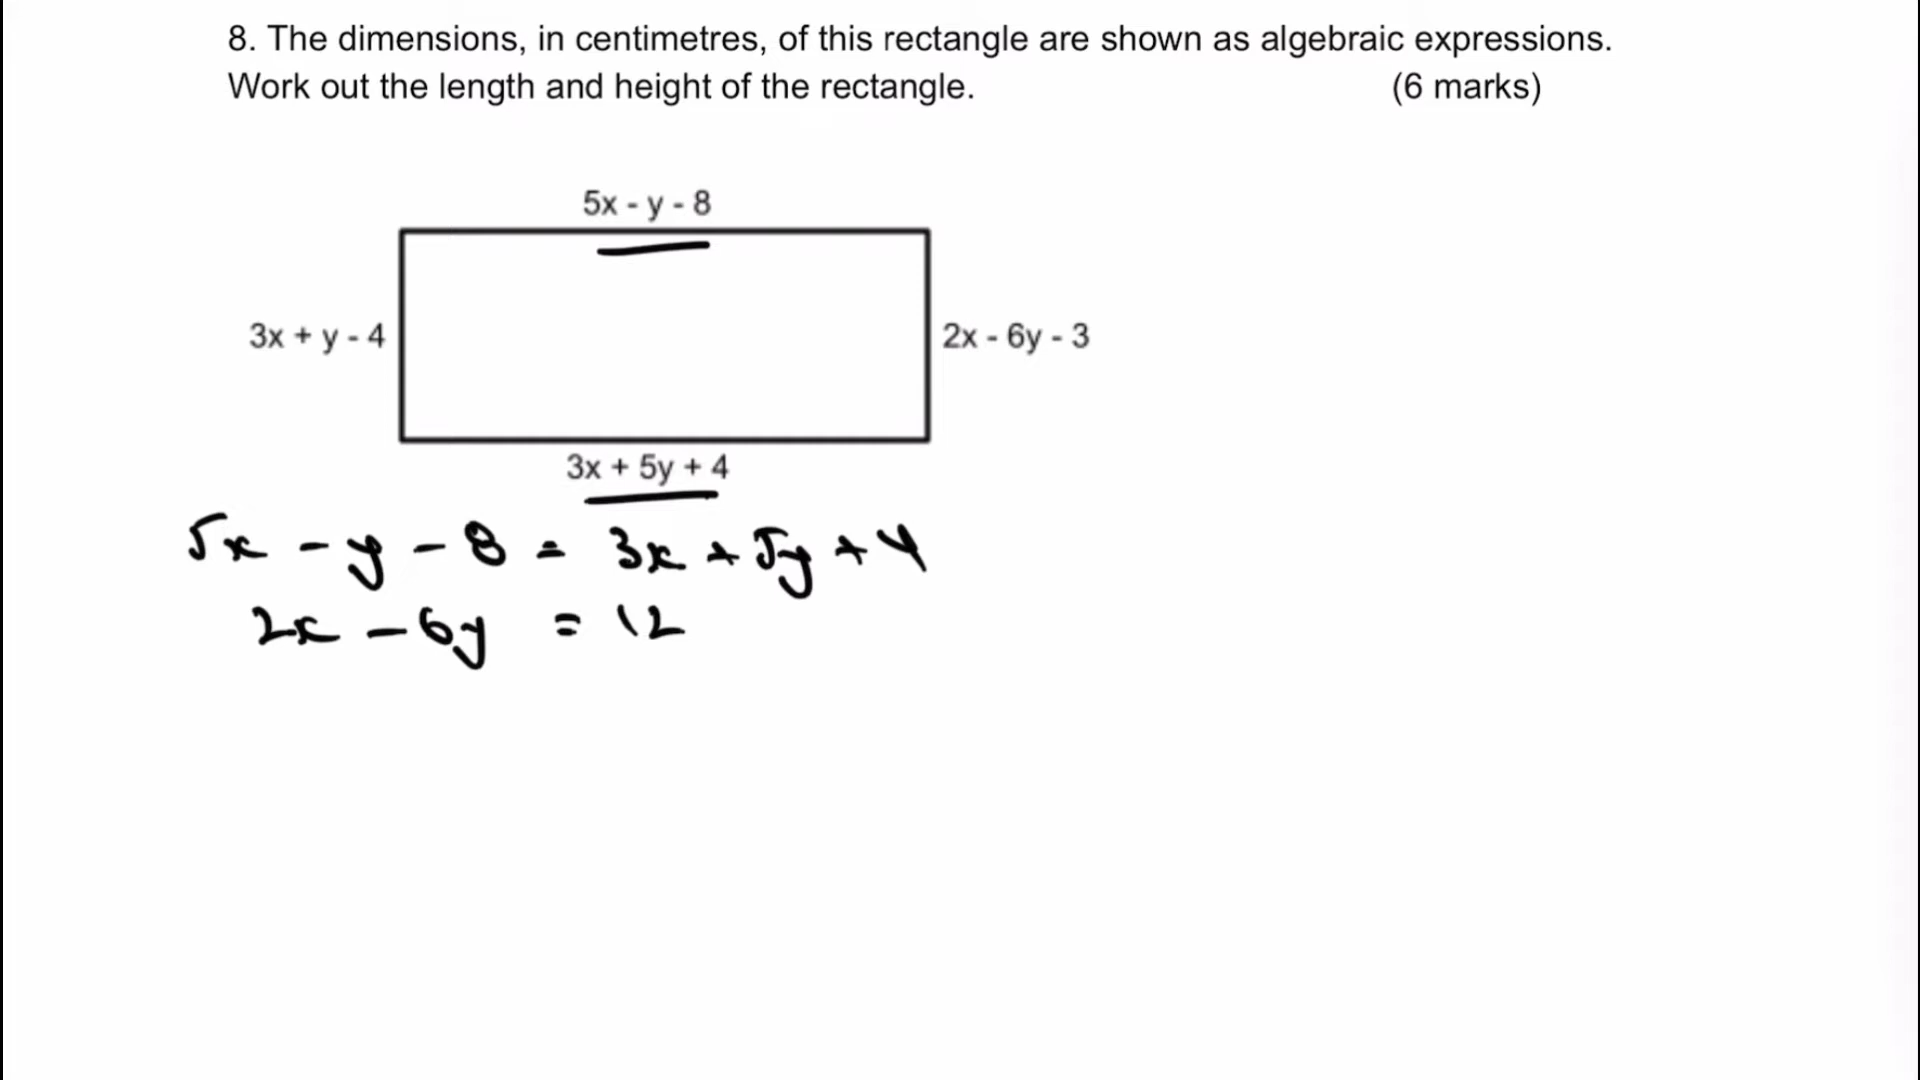 8. The dimensions, in centimetres, of this rectangle are shown as algebraic expressions.
Work out the length and height of the rectangle. (6 marks)
5x - y - 8
3x + y - 4
2x - 6y - 3
3x + 5y + 4
5x - y - 8 = 3x + 5y + 4
2x - 6y = 12